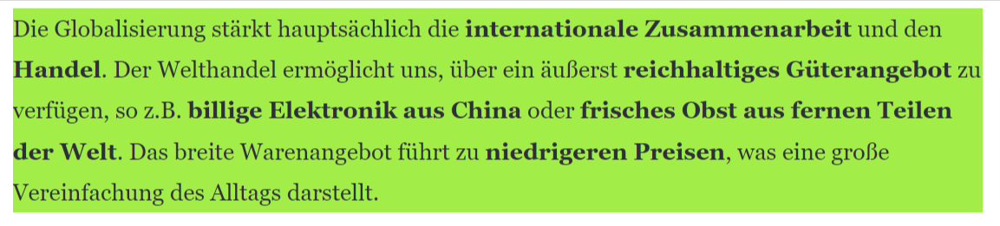 Die Globalisierung stärkt hauptsächlich die internationale Zusammenarbeit und den
Handel. Der Welthandel ermöglicht uns, über ein äußerst reichhaltiges Güterangebot zu
verfügen, so z.B. billige Elektronik aus China oder frisches Obst aus fernen Teilen
der Welt. Das breite Warenangebot führt zu niedrigeren Preisen, was eine große
Vereinfachung des Alltags darstellt.